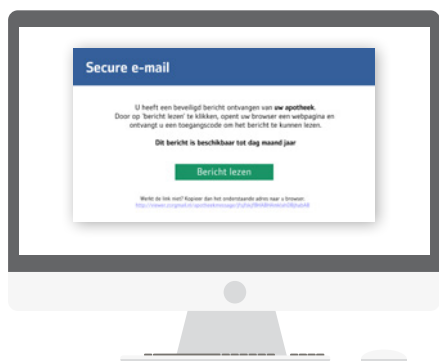 Secure e-mail
U heeft een beveiligd bericht ontvangen van uw apotheek.
Door op 'bericht lezen' te klikken, opent uw browser een webpagina en
ontvangt u een toegangscode om het bericht te kunnen lezen.
Dit bericht is beschikbaar tot dag maand jaar
Bericht lezen
Werkt de link niet? Kopieer dan het onderstaande adres naar u browser: